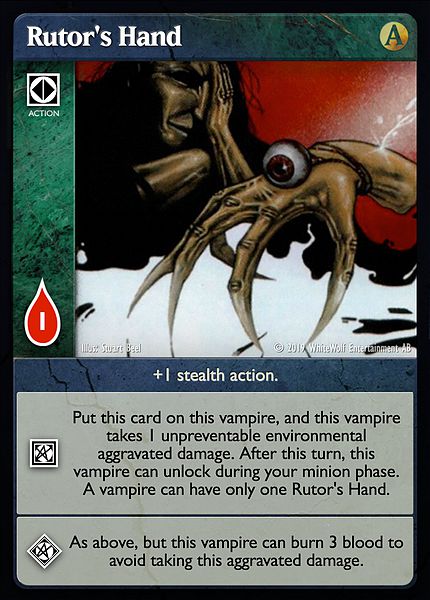 Rutor's Hand
A
ACTION
1
Illus: Stuart Beel
© 2019 WhiteWolf Entertainment AB
+1 stealth action.
Put this card on this vampire, and this vampire
takes 1 unpreventable environmental
aggravated damage. After this turn, this
vampire can unlock during your minion phase.
A vampire can have only one Rutor's Hand.
As above, but this vampire can burn 3 blood to
avoid taking this aggravated damage.